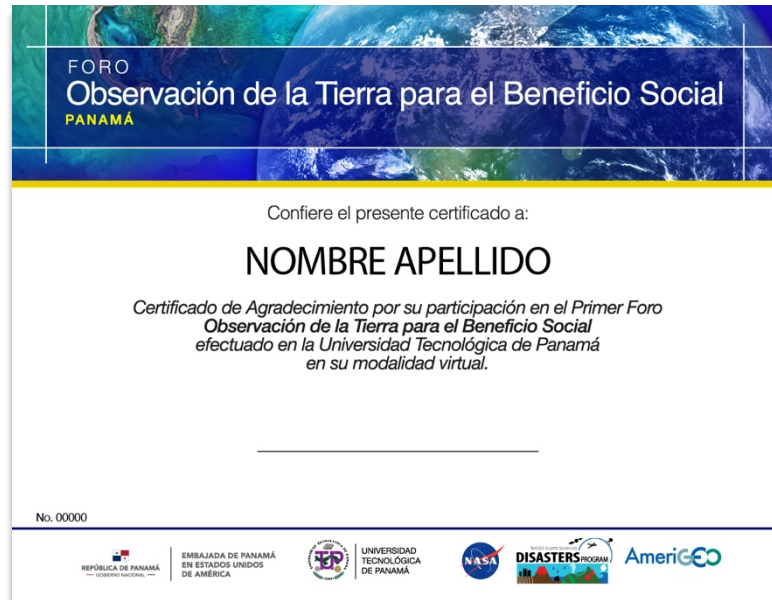 FORO
Observación de la Tierra para el Beneficio Social
PANAMÁ
Confiere el presente certificado a:
NOMBRE APELLIDO
Certificado de Agradecimiento por su participación en el Primer Foro
Observación de la Tierra para el Beneficio Social
efectuado en la Universidad Tecnológica de Panamá
en su modalidad virtual.
No. 00000
REPÚBLICA DE PANAMÁ
— GOBIERNO NACIONAL —
EMBAJADA DE PANAMÁ
EN ESTADOS UNIDOS
DE AMÉRICA
UTP
UNIVERSIDAD
TECNOLÓGICA
DE PANAMÁ
NASA
DISASTERS PROGRAM
AmeriGEO